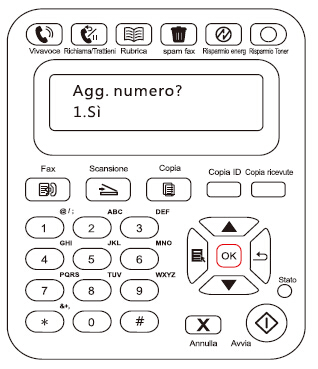 Vivavoce Richiama/Trattieni Rubrica spam fax Risparmio energ Risparmio Toner
Agg. numero?
1.Sì
Fax Scansione Copia Copia ID Copia ricevute
@ / ; ABC DEF
1 2 3
GHI JKL MNO
4 5 6
OK
PQRS TUV WXYZ
7 8 9
Stato
&+,
* 0 #
X
Annulla Avvia